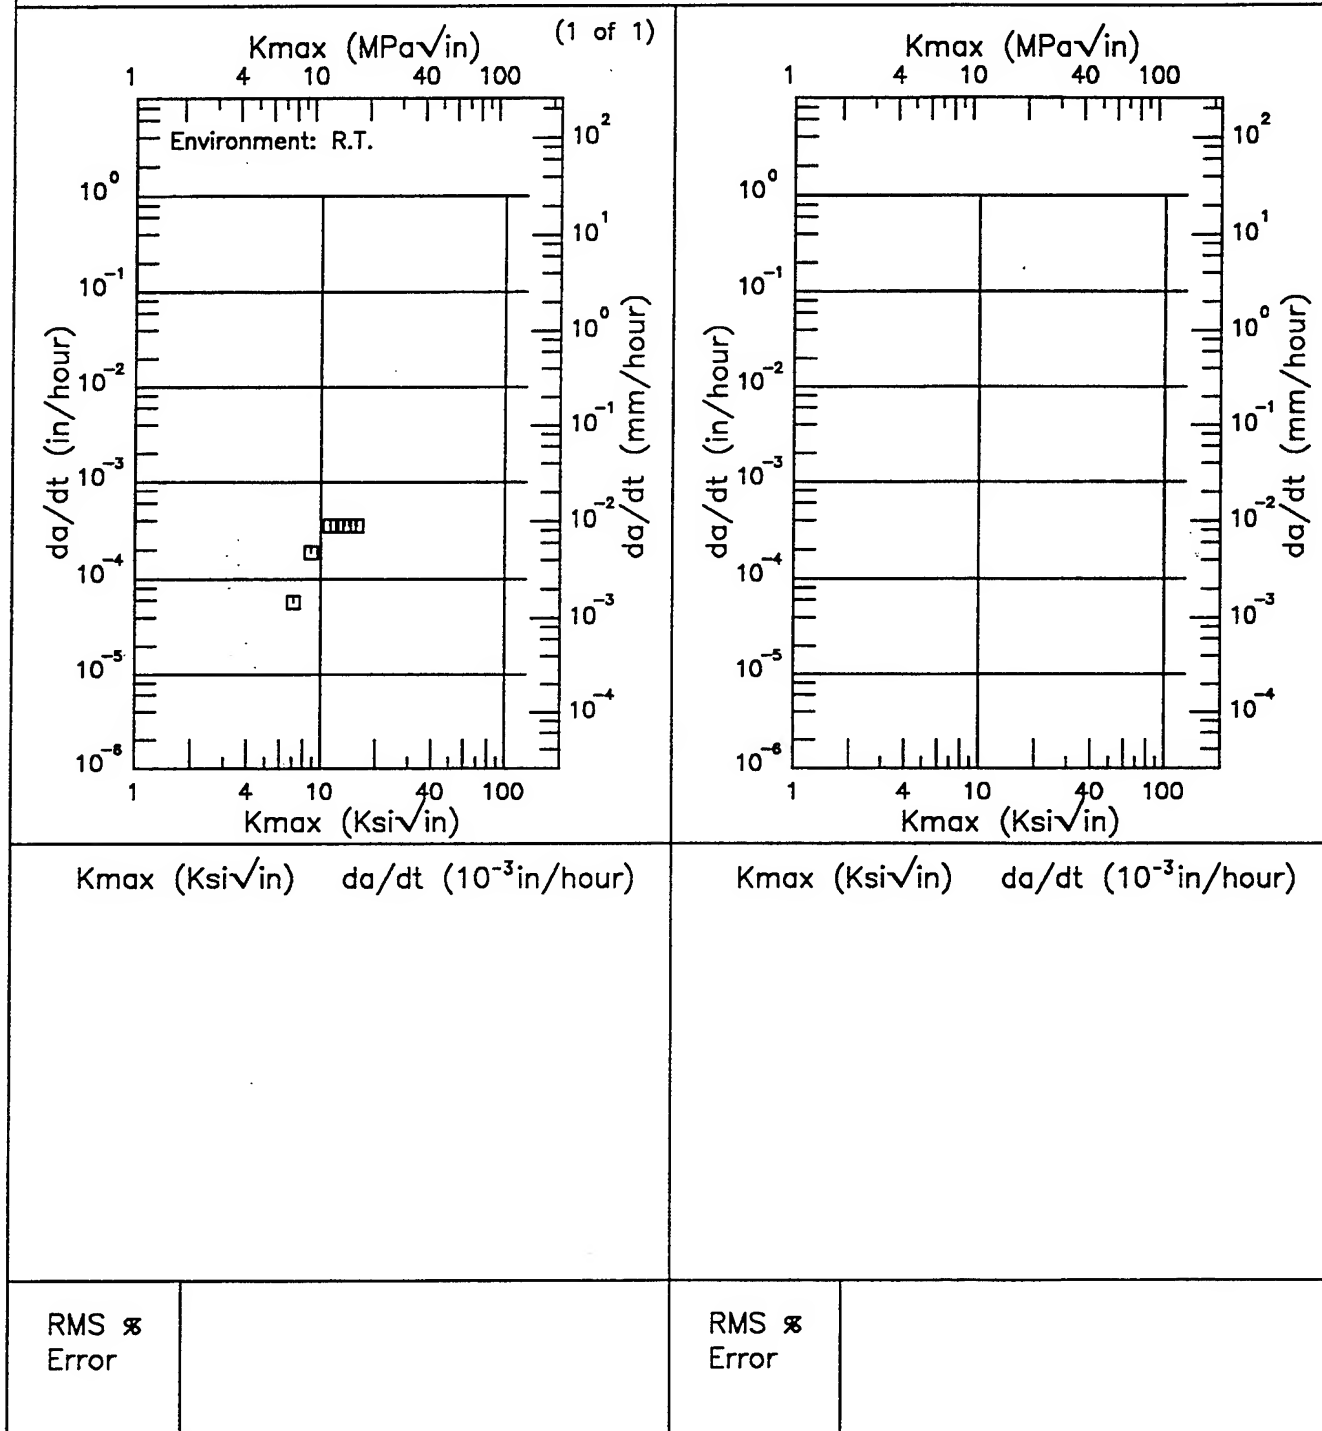 (1 of 1)
Kmax (MPa√in)
1 4 10 40 100
Environment: R.T.
10⁰
10⁻¹
10⁻²
10⁻³
10⁻⁴
10⁻⁵
10⁻⁶
da/dt (in/hour)
10²
10¹
10⁰
10⁻¹
10⁻²
10⁻³
10⁻⁴
da/dt (mm/hour)
1 4 10 40 100
Kmax (Ksi√in)
Kmax (MPa√in)
1 4 10 40 100
10⁰
10⁻¹
10⁻²
10⁻³
10⁻⁴
10⁻⁵
10⁻⁶
da/dt (in/hour)
10²
10¹
10⁰
10⁻¹
10⁻²
10⁻³
10⁻⁴
da/dt (mm/hour)
1 4 10 40 100
Kmax (Ksi√in)
Kmax (Ksi√in) da/dt (10⁻³in/hour)
Kmax (Ksi√in) da/dt (10⁻³in/hour)
RMS %
Error
RMS %
Error